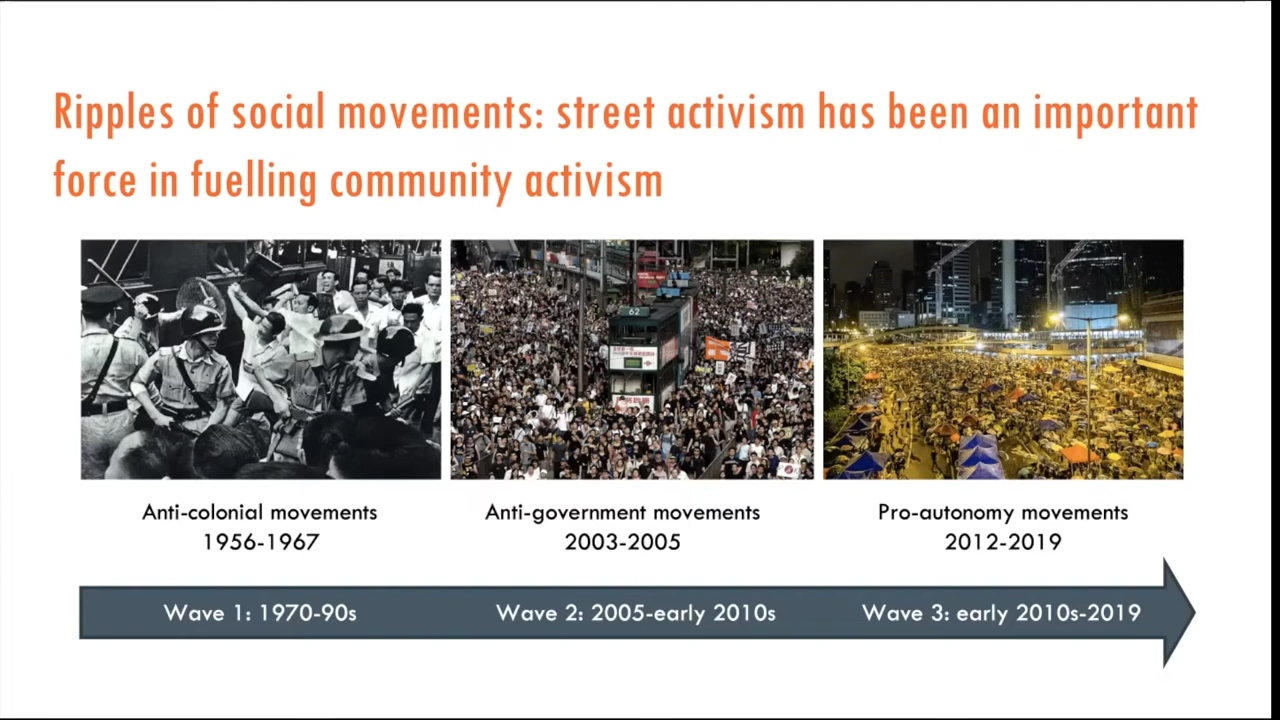 Ripples of social movements: street activism has been an important
force in fuelling community activism
62
Anti-colonial movements
1956-1967
Anti-government movements
2003-2005
Pro-autonomy movements
2012-2019
Wave 1: 1970-90s
Wave 2: 2005-early 2010s
Wave 3: early 2010s-2019